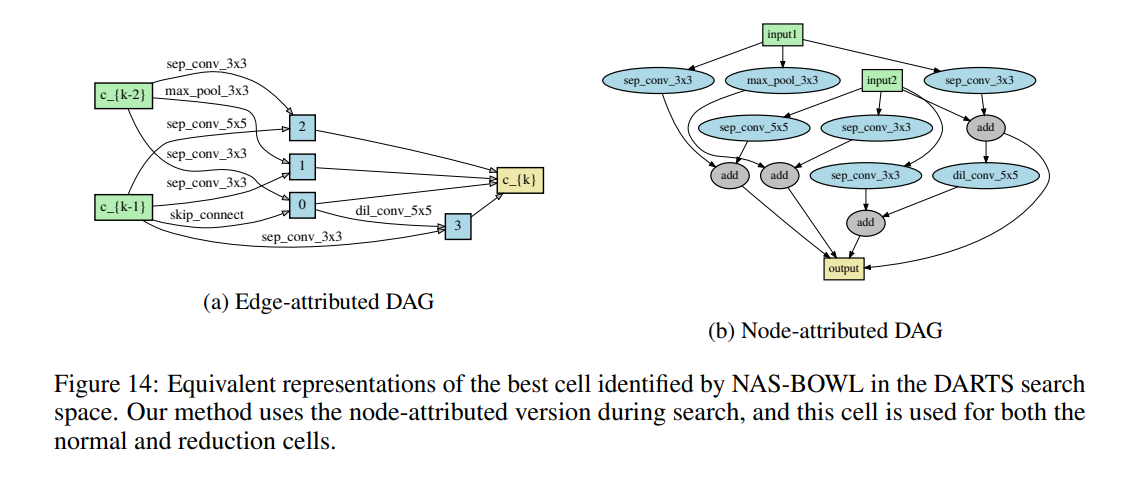 sep_conv_3x3
c_{k-2}
max_pool_3x3
sep_conv_5x5
2
sep_conv_3x3
1
c_{k}
sep_conv_3x3
c_{k-1}
0
skip_connect
dil_conv_5x5
3
sep_conv_3x3
(a) Edge-attributed DAG
input1
sep_conv_3x3 max_pool_3x3 input2 sep_conv_3x3
sep_conv_5x5 sep_conv_3x3 add
add add sep_conv_3x3 dil_conv_5x5
add
output
(b) Node-attributed DAG
Figure 14: Equivalent representations of the best cell identified by NAS-BOWL in the DARTS search
space. Our method uses the node-attributed version during search, and this cell is used for both the
normal and reduction cells.